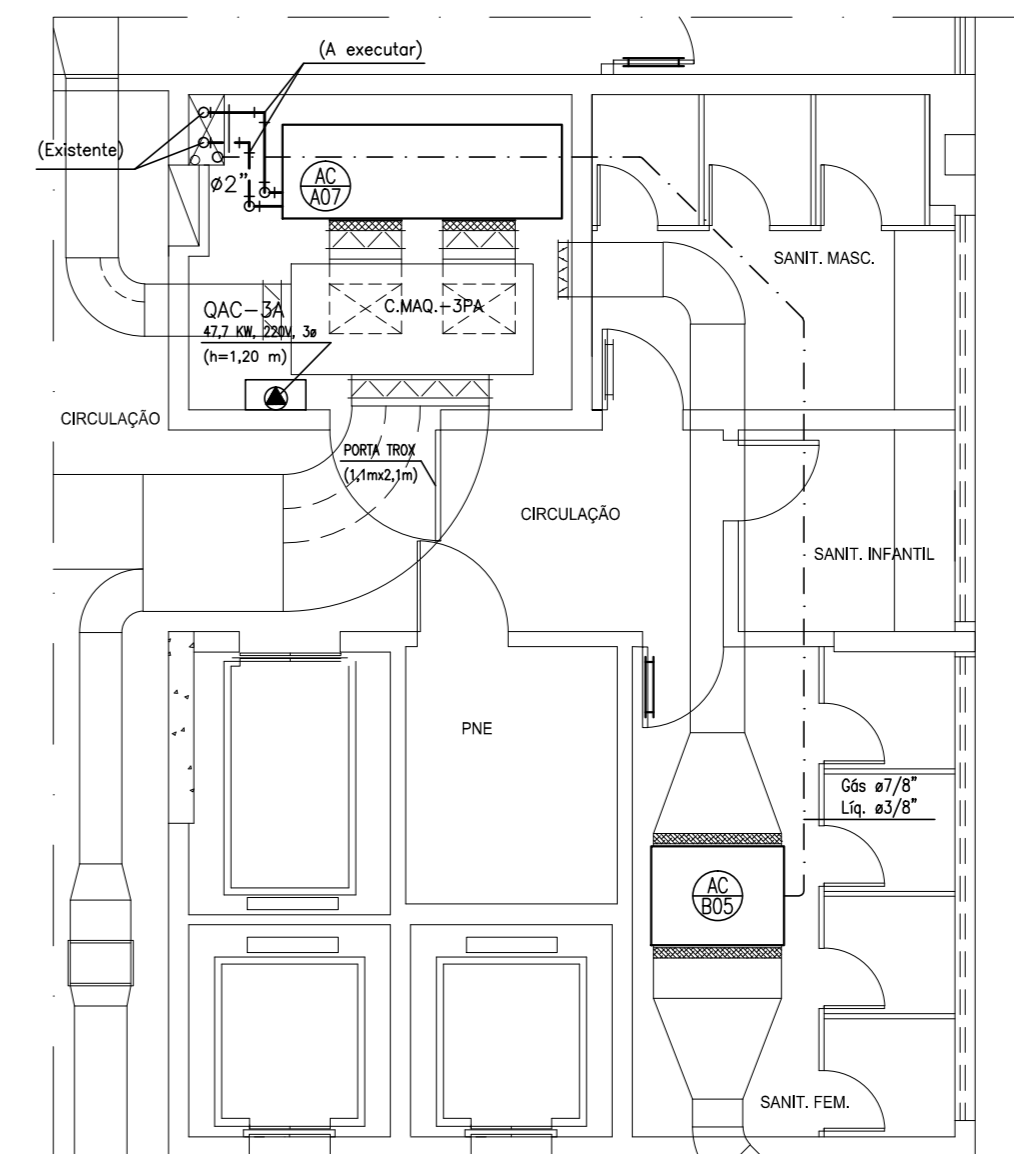 (A executar)
(Existente)
ø2"
AC
A07
SANIT. MASC.
QAC-3A
47,7 KW, 220V, 3ø
(h=1,20 m)
C.MAQ.-3PA
CIRCULAÇÃO
PORTA TROX
(1,1mx2,1m)
CIRCULAÇÃO
SANIT. INFANTIL
PNE
Gás ø7/8"
Líq. ø3/8"
AC
B05
SANIT. FEM.